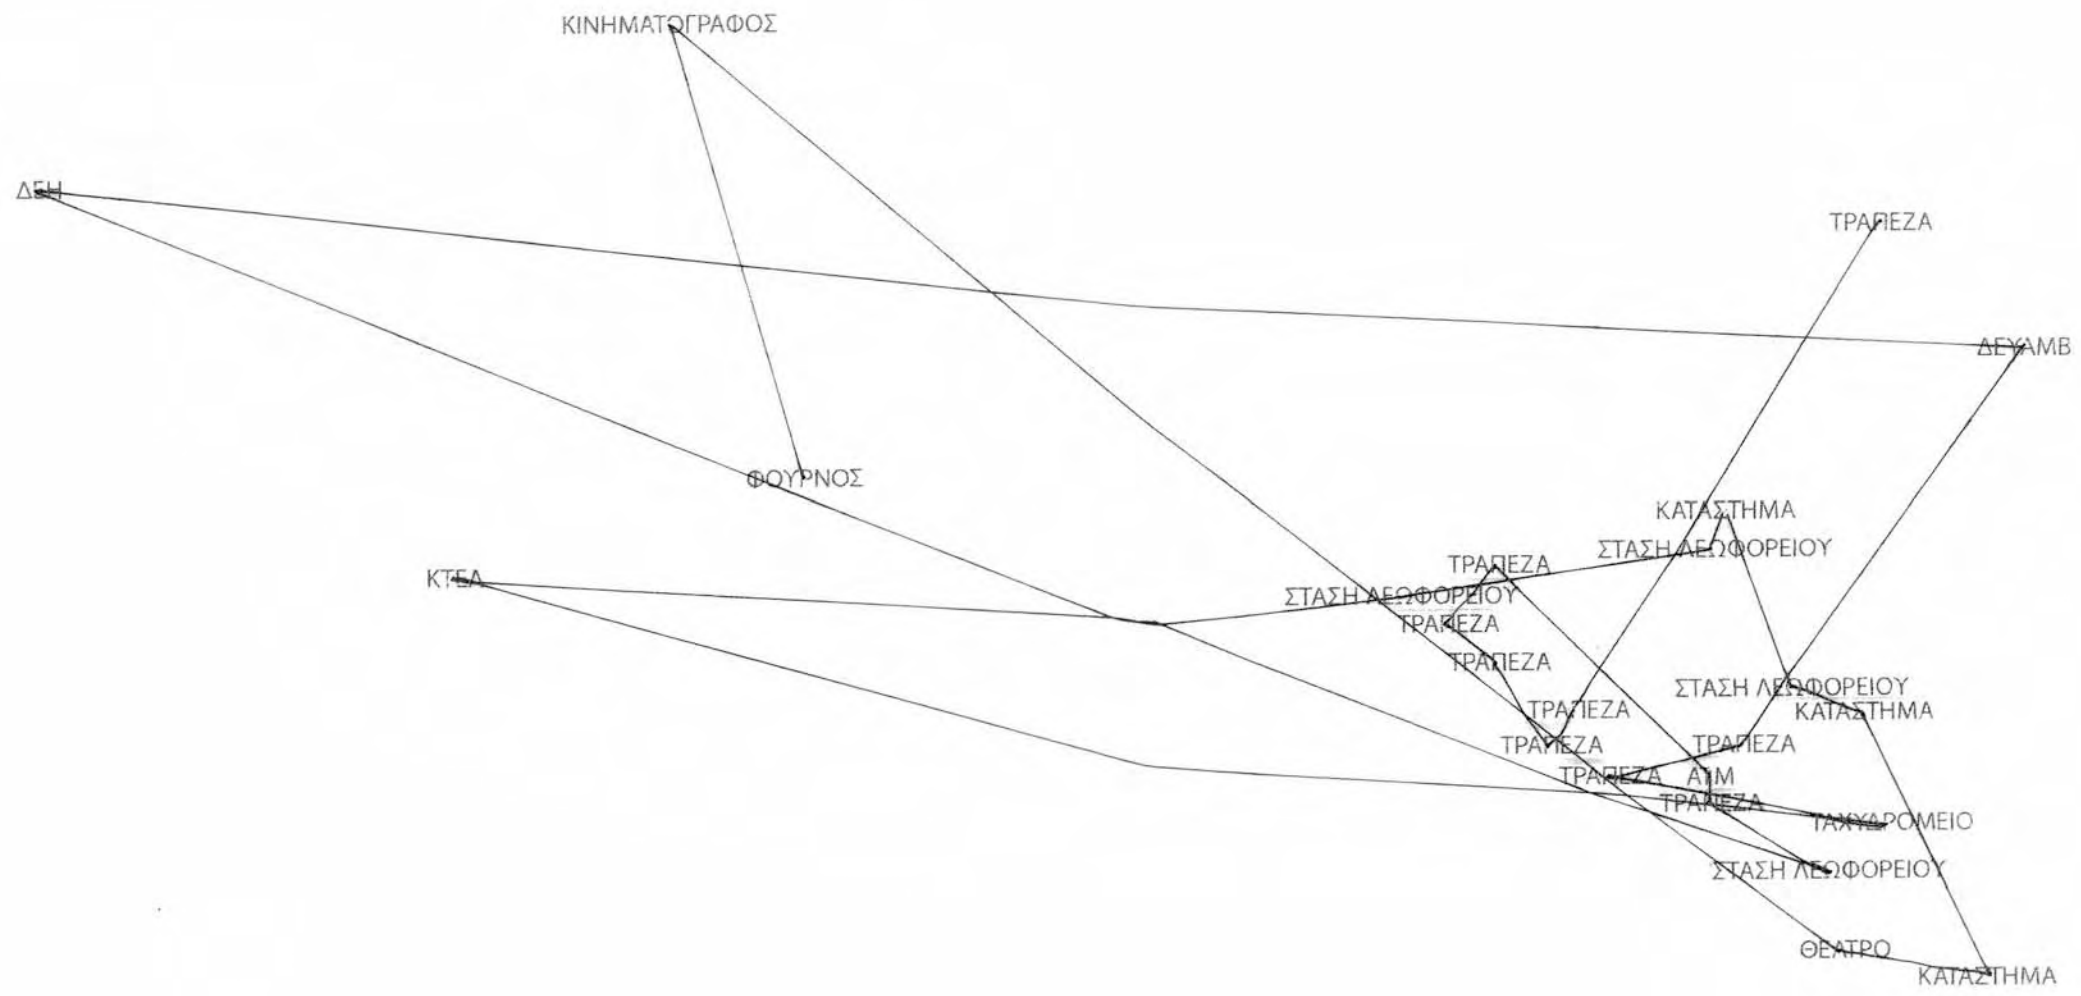 ΚΙΝΗΜΑΤΟΓΡΑΦΟΣ
ΔΕΗ
ΤΡΑΠΕΖΑ
ΔΕΥΑΜΒ
ΦΟΥΡΝΟΣ
ΚΑΤΑΣΤΗΜΑ
ΣΤΑΣΗ ΛΕΩΦΟΡΕΙΟΥ
ΤΡΑΠΕΖΑ
ΚΤΕΛ
ΣΤΑΣΗ ΛΕΩΦΟΡΕΙΟΥ
ΤΡΑΠΕΖΑ
ΤΡΑΠΕΖΑ
ΣΤΑΣΗ ΛΕΩΦΟΡΕΙΟΥ
ΤΡΑΠΕΖΑ
ΚΑΤΑΣΤΗΜΑ
ΤΡΑΠΕΖΑ
ΤΡΑΠΕΖΑ
ΤΡΑΠΕΖΑ
ΑΤΜ
ΤΡΑΠΕΖΑ
ΤΑΧΥΔΡΟΜΕΙΟ
ΣΤΑΣΗ ΛΕΩΦΟΡΕΙΟΥ
ΘΕΑΤΡΟ
ΚΑΤΑΣΤΗΜΑ